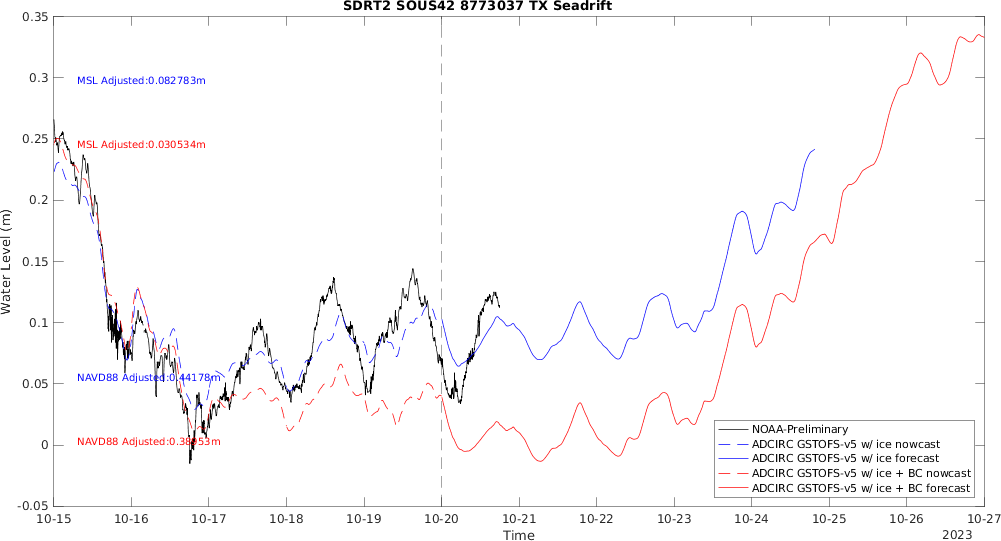 SDRT2 SOUS42 8773037 TX Seadrift
0.35
0.3
0.25
0.2
0.15
0.1
0.05
0
-0.05
Water Level (m)
MSL Adjusted:0.082783m
MSL Adjusted:0.030534m
NAVD88 Adjusted:0.44178m
NAVD88 Adjusted:0.38953m
NOAA-Preliminary
ADCIRC GSTOFS-v5 w/ ice nowcast
ADCIRC GSTOFS-v5 w/ ice forecast
ADCIRC GSTOFS-v5 w/ ice + BC nowcast
ADCIRC GSTOFS-v5 w/ ice + BC forecast
10-15 10-16 10-17 10-18 10-19 10-20 10-21 10-22 10-23 10-24 10-25 10-26 10-27
Time
2023